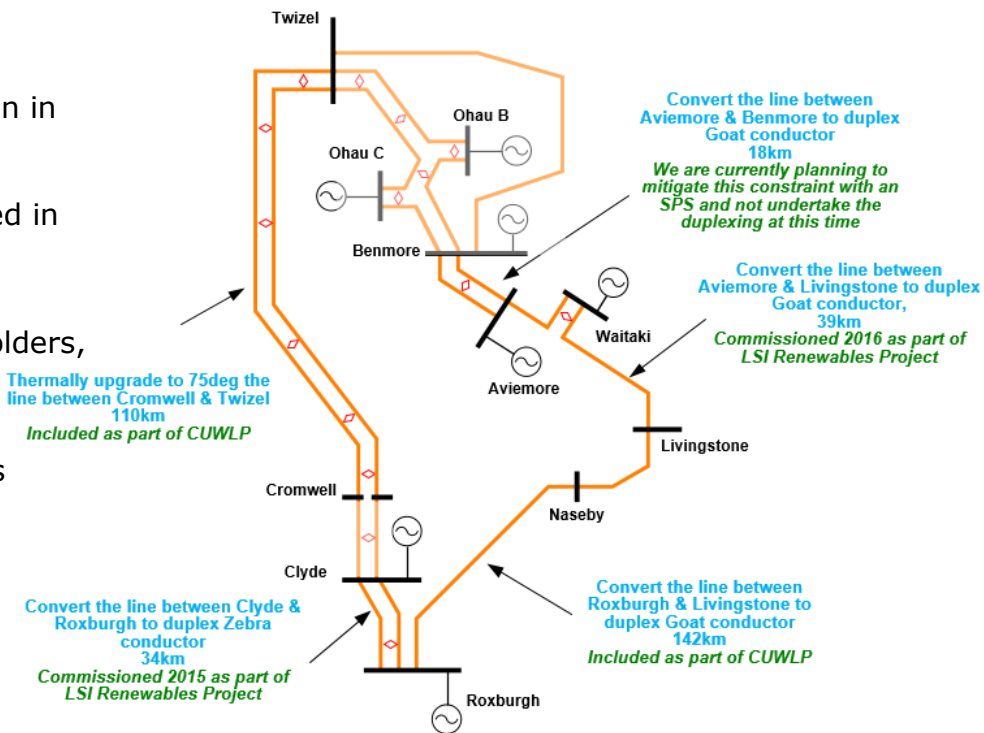 n in
ed in
olders,
s
Twizel
Ohau B
Ohau C
Benmore
Convert the line between
Aviemore & Benmore to duplex
Goat conductor
18km
We are currently planning to
mitigate this constraint with an
SPS and not undertake the
duplexing at this time
Convert the line between
Aviemore & Livingstone to duplex
Goat conductor,
39km
Commissioned 2016 as part of
LSI Renewables Project
Waitaki
Aviemore
Thermally upgrade to 75deg the
line between Cromwell & Twizel
110km
Included as part of CUWLP
Livingstone
Cromwell
Naseby
Clyde
Convert the line between Clyde &
Roxburgh to duplex Zebra
conductor
34km
Commissioned 2015 as part of
LSI Renewables Project
Convert the line between
Roxburgh & Livingstone to
duplex Goat conductor
142km
Included as part of CUWLP
Roxburgh